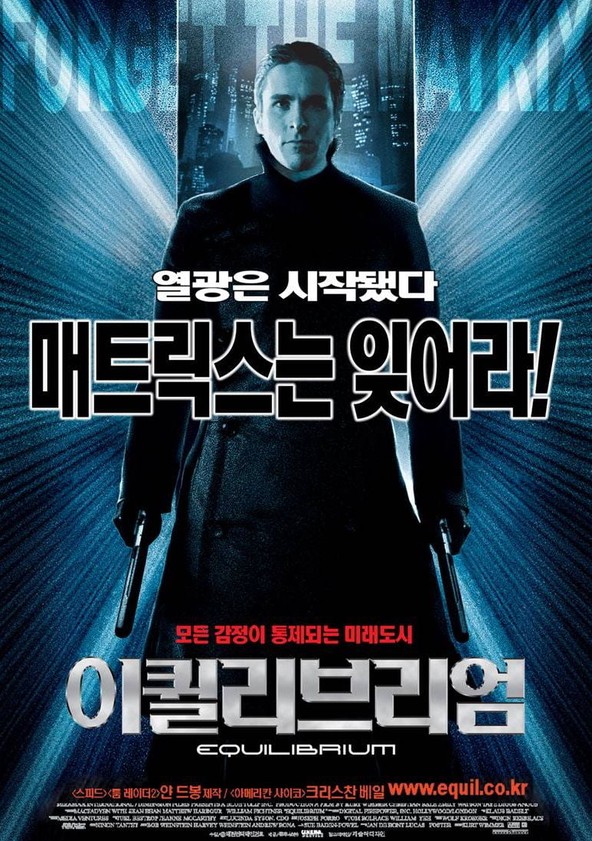 FORGET THE MATRIX
열광은 시작됐다
매트릭스는 잊어라!
모든 감정이 통제되는 미래도시
이퀼리브리엄
EQUILIBRIUM
<스피드><툼 레이더2> 얀 드봉 제작 / <아메리칸 사이코> 크리스찬 베일 www.equil.co.kr